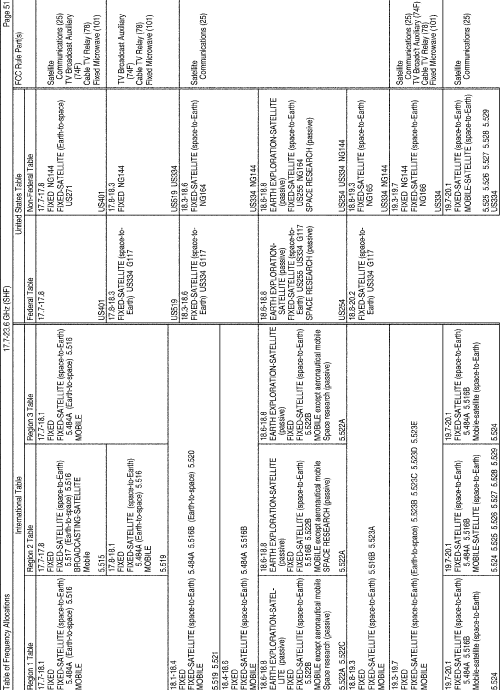 Table of Frequency Allocations
17.7-23.6 GHz (SHF)
Page 51
International Table
United States Table
FCC Rule Part(s)
Region 1 Table
Region 2 Table
Region 3 Table
Federal Table
Non-Federal Table
17.7-18.1
FIXED
FIXED-SATELLITE (space-to-Earth)
5.484A (Earth-to-space) 5.516
MOBILE
17.7-17.8
FIXED
FIXED-SATELLITE (space-to-Earth)
5.517 (Earth-to-space) 5.516
BROADCASTING-SATELLITE
Mobile
5.515
17.7-18.1
FIXED
FIXED-SATELLITE (space-to-Earth)
5.484A (Earth-to-space) 5.516
MOBILE
17.7-17.8
US401
17.7-17.8
FIXED NG144
FIXED-SATELLITE (Earth-to-space)
US271
US401
Satellite
Communications (25)
TV Broadcast Auxiliary
(74F)
Cable TV Relay (78)
Fixed Microwave (101)
17.8-18.1
FIXED
FIXED-SATELLITE (space-to-Earth)
5.484A (Earth-to-space) 5.516
MOBILE
5.519
17.8-18.3
FIXED-SATELLITE (space-to-
Earth) US334 G117
US519
17.8-18.3
FIXED NG144
US519 US334
TV Broadcast Auxiliary
(74F)
Cable TV Relay (78)
Fixed Microwave (101)
18.1-18.4
FIXED
FIXED-SATELLITE (space-to-Earth) 5.484A 5.516B (Earth-to-space) 5.520
MOBILE
5.519 5.521
18.4-18.6
FIXED
FIXED-SATELLITE (space-to-Earth) 5.484A 5.516B
MOBILE
18.3-18.6
FIXED-SATELLITE (space-to-
Earth) US334 G117
18.3-18.6
FIXED-SATELLITE (space-to-Earth)
NG164
US334 NG144
Satellite
Communications (25)
18.6-18.8
EARTH EXPLORATION-SATEL-
LITE (passive)
FIXED
FIXED-SATELLITE (space-to-Earth)
5.522B
MOBILE except aeronautical mobile
Space research (passive)
5.522A 5.522C
18.6-18.8
EARTH EXPLORATION-SATELLITE
(passive)
FIXED
FIXED-SATELLITE (space-to-Earth)
5.516B 5.522B
MOBILE except aeronautical mobile
SPACE RESEARCH (passive)
5.522A
18.6-18.8
EARTH EXPLORATION-SATELLITE
(passive)
FIXED
FIXED-SATELLITE (space-to-Earth)
5.522B
MOBILE except aeronautical mobile
Space research (passive)
5.522A
18.6-18.8
EARTH EXPLORATION-
SATELLITE (passive)
FIXED-SATELLITE (space-to-
Earth) US255 US334 G117
SPACE RESEARCH (passive)
US254
18.6-18.8
EARTH EXPLORATION-SATELLITE
(passive)
FIXED-SATELLITE (space-to-Earth)
US255 NG164
SPACE RESEARCH (passive)
US254 US334 NG144
18.8-19.3
FIXED
FIXED-SATELLITE (space-to-Earth) 5.516B 5.523A
MOBILE
18.8-20.2
FIXED-SATELLITE (space-to-
Earth) US334 G117
18.8-19.3
FIXED-SATELLITE (space-to-Earth)
NG165
US334 NG144
19.3-19.7
FIXED
FIXED-SATELLITE (space-to-Earth) (Earth-to-space) 5.523B 5.523C 5.523D 5.523E
MOBILE
19.3-19.7
FIXED NG144
FIXED-SATELLITE (space-to-Earth)
NG166
US334
Satellite
Communications (25)
TV Broadc't Auxiliary (74F)
Cable TV Relay (78)
Fixed Microwave (101)
19.7-20.1
FIXED-SATELLITE (space-to-Earth)
5.484A 5.516B
Mobile-satellite (space-to-Earth)
19.7-20.1
FIXED-SATELLITE (space-to-Earth)
5.484A 5.516B
MOBILE-SATELLITE (space-to-Earth)
5.524 5.525 5.526 5.527 5.528 5.529
19.7-20.1
FIXED-SATELLITE (space-to-Earth)
5.484A 5.516B
Mobile-satellite (space-to-Earth)
5.524
19.7-20.1
FIXED-SATELLITE (space-to-Earth)
MOBILE-SATELLITE (space-to-Earth)
5.525 5.526 5.527 5.528 5.529
US334
Satellite
Communications (25)